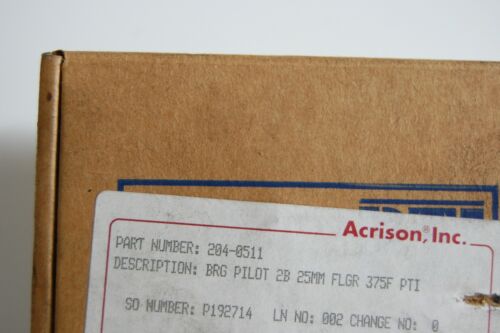 Acrison, Inc.
PART NUMBER: 204-0511
DESCRIPTION: BRG PILOT 2B 25MM FLGR 375F PTI
SO NUMBER: P192714 LN NO: 002 CHANGE NO: 0